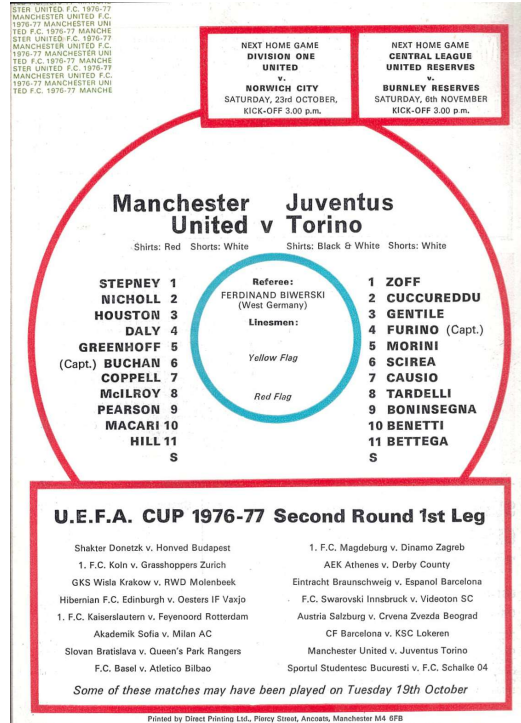 STER UNITED F.C. 1976-77
MANCHESTER UNITED F.C.
1976-77 MANCHESTER UNI
TED F.C. 1976-77 MANCHE
STER UNITED F.C. 1976-77
MANCHESTER UNITED F.C.
1976-77 MANCHESTER UNI
TED F.C. 1976-77 MANCHE
STER UNITED F.C. 1976-77
MANCHESTER UNITED F.C.
1976-77 MANCHESTER UNI
TED F.C. 1976-77 MANCHE
NEXT HOME GAME
DIVISION ONE
UNITED
v.
NORWICH CITY
SATURDAY, 23rd OCTOBER,
KICK-OFF 3.00 p.m.
NEXT HOME GAME
CENTRAL LEAGUE
UNITED RESERVES
v.
BURNLEY RESERVES
SATURDAY, 6th NOVEMBER
KICK-OFF 3.00 p.m.
Manchester Juventus
United v Torino
Shirts: Red Shorts: White Shirts: Black & White Shorts: White
STEPNEY 1
NICHOLL 2
HOUSTON 3
DALY 4
GREENHOFF 5
(Capt.) BUCHAN 6
COPPELL 7
McILROY 8
PEARSON 9
MACARI 10
HILL 11
S
Referee:
FERDINAND BIWERSKI
(West Germany)
Linesmen:
Yellow Flag
Red Flag
1 ZOFF
2 CUCCUREDDU
3 GENTILE
4 FURINO (Capt.)
5 MORINI
6 SCIREA
7 CAUSIO
8 TARDELLI
9 BONINSEGNA
10 BENETTI
11 BETTEGA
S
U.E.F.A. CUP 1976-77 Second Round 1st Leg
Shakter Donetzk v. Honved Budapest
1. F.C. Koln v. Grasshoppers Zurich
GKS Wisla Krakow v. RWD Molenbeek
Hibernian F.C. Edinburgh v. Oesters IF Vaxjo
1. F.C. Kaiserslautern v. Feyenoord Rotterdam
Akademik Sofia v. Milan AC
Slovan Bratislava v. Queen's Park Rangers
F.C. Basel v. Atletico Bilbao
1. F.C. Magdeburg v. Dinamo Zagreb
AEK Athenes v. Derby County
Eintracht Braunschweig v. Espanol Barcelona
F.C. Swarovski Innsbruck v. Videoton SC
Austria Salzburg v. Crvena Zvezda Beograd
CF Barcelona v. KSC Lokeren
Manchester United v. Juventus Torino
Sportul Studentesc Bucuresti v. F.C. Schalke 04
Some of these matches may have been played on Tuesday 19th October
Printed by Direct Printing Ltd., Piercy Street, Ancoats, Manchester M4 6FB